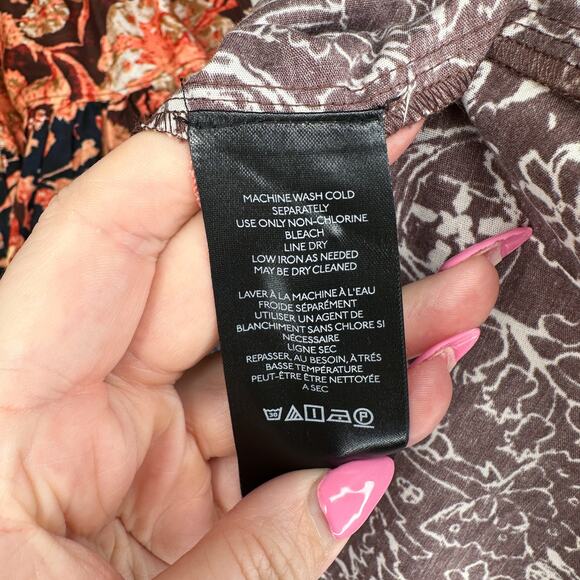 MACHINE WASH COLD
SEPARATELY
USE ONLY NON-CHLORINE
BLEACH
LINE DRY
LOW IRON AS NEEDED
MAY BE DRY CLEANED
LAVER À LA MACHINE À L'EAU
FROIDE SÉPARÉMENT
UTILISER UN AGENT DE
BLANCHIMENT SANS CHLORE SI
NÉCESSAIRE
LIGNE SEC
REPASSER, AU BESOIN, À TRÉS
BASSE TEMPÉRATURE
PEUT-ÊTRE ÊTRE NETTOYÉE
A SEC
30 P